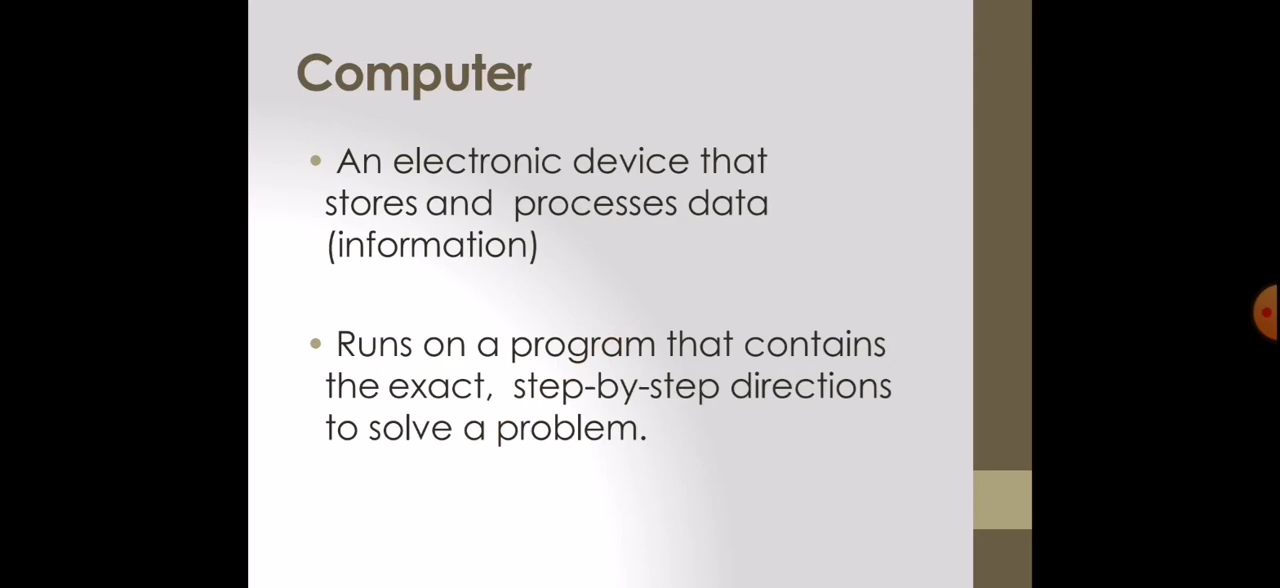 Computer
• An electronic device that
stores and processes data
(information)
• Runs on a program that contains
the exact, step-by-step directions
to solve a problem.